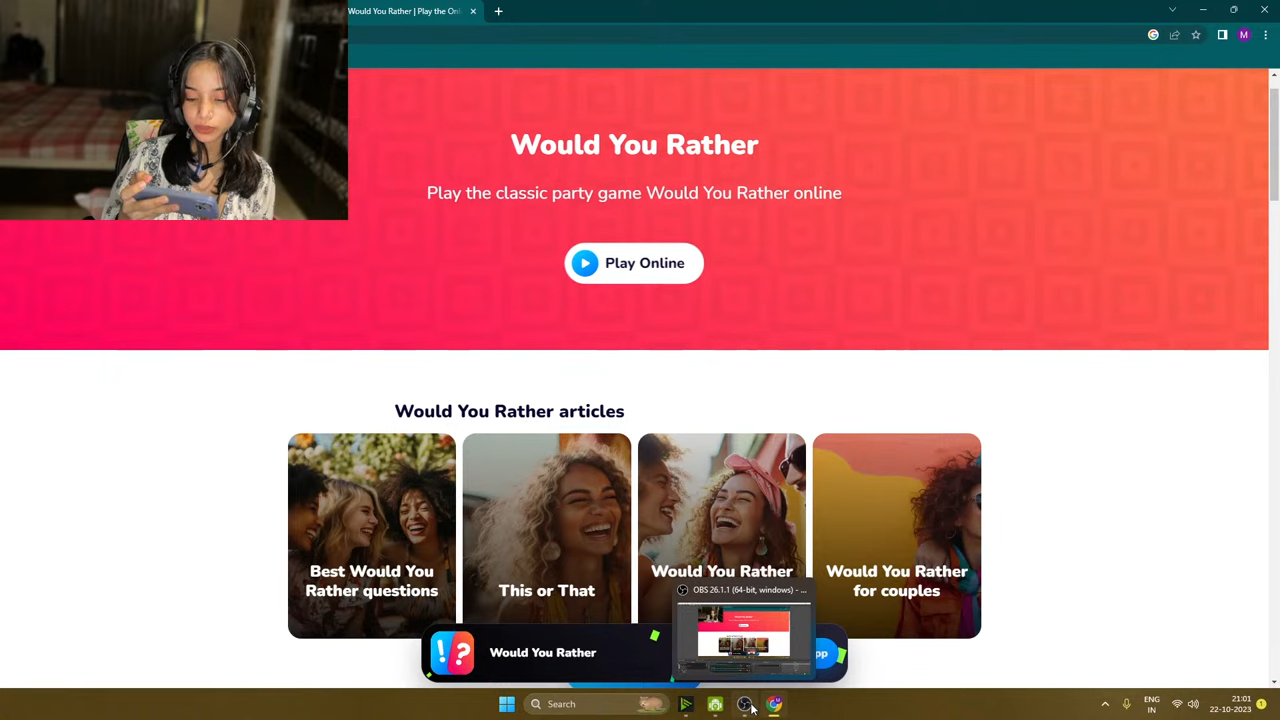 Would You Rather | Play the Onl
M
Would You Rather
Play the classic party game Would You Rather online
Play Online
Would You Rather articles
Best Would You
Rather questions
This or That
Would You Rather
Would You Rather
for couples
OBS 26.1.1 (64-bit, windows) - ...
!?
Would You Rather
pp
Search
ENG
IN
21:01
22-10-2023